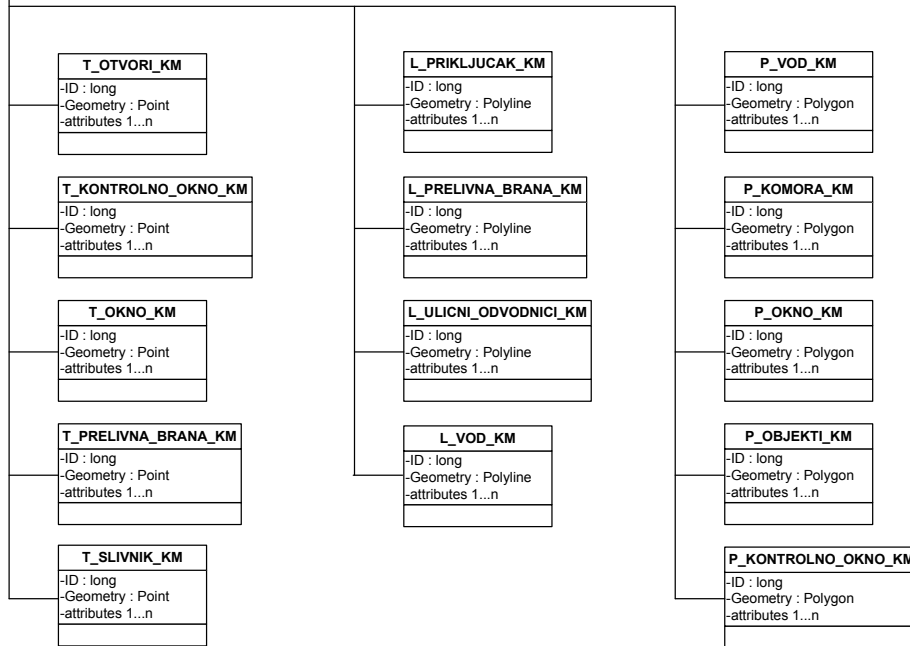 T_OTVORI_KM
-ID : long
-Geometry : Point
-attributes 1...n
T_KONTROLNO_OKNO_KM
-ID : long
-Geometry : Point
-attributes 1...n
T_OKNO_KM
-ID : long
-Geometry : Point
-attributes 1...n
T_PRELIVNA_BRANA_KM
-ID : long
-Geometry : Point
-attributes 1...n
T_SLIVNIK_KM
-ID : long
-Geometry : Point
-attributes 1...n
L_PRIKLJUCAK_KM
-ID : long
-Geometry : Polyline
-attributes 1...n
L_PRELIVNA_BRANA_KM
-ID : long
-Geometry : Polyline
-attributes 1...n
L_ULICNI_ODVODNICI_KM
-ID : long
-Geometry : Polyline
-attributes 1...n
L_VOD_KM
-ID : long
-Geometry : Polyline
-attributes 1...n
P_VOD_KM
-ID : long
-Geometry : Polygon
-attributes 1...n
P_KOMORA_KM
-ID : long
-Geometry : Polygon
-attributes 1...n
P_OKNO_KM
-ID : long
-Geometry : Polygon
-attributes 1...n
P_OBJEKTI_KM
-ID : long
-Geometry : Polygon
-attributes 1...n
P_KONTROLNO_OKNO_KM
-ID : long
-Geometry : Polygon
-attributes 1...n